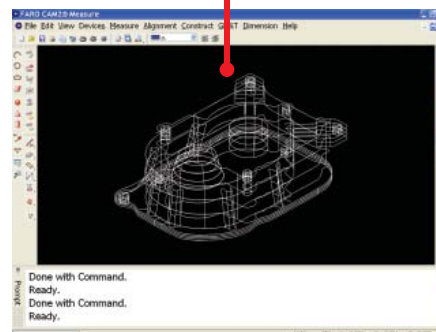 FARO CAM2® Measure
File Edit View Devices Measure Alignment Construct Dimension Help
Prompt
Done with Command.
Ready.
Done with Command.
Ready.